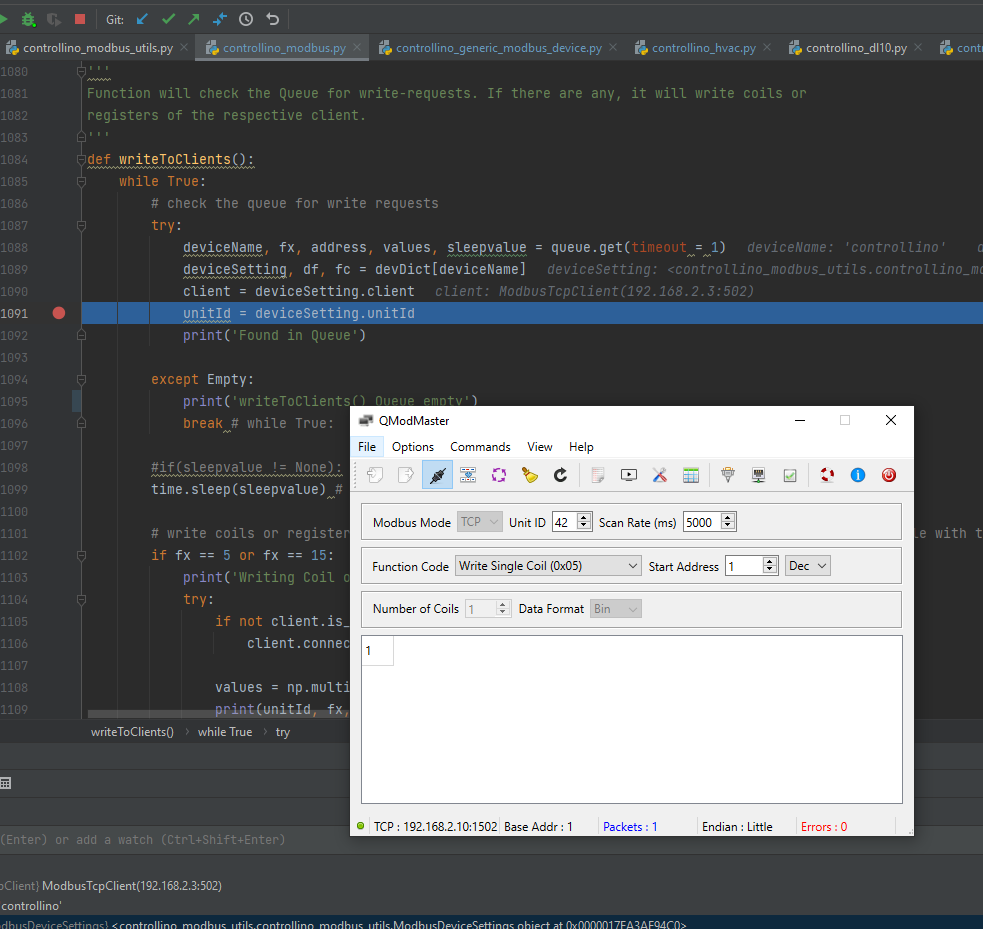 Git:
controllino_modbus_utils.py controllino_modbus.py controllino_generic_modbus_device.py controllino_hvac.py controllino_dl10.py cont
1080 '''
1081 Function will check the Queue for write-requests. If there are any, it will write coils or
1082 registers of the respective client.
1083 '''
1084 def writeToClients():
1085 while True:
1086 # check the queue for write requests
1087 try:
1088 deviceName, fx, address, values, sleepvalue = queue.get(timeout = 1) deviceName: 'controllino'
1089 deviceSetting, df, fc = devDict[deviceName] deviceSetting: <controllino_modbus_utils.controllino_mo
1090 client = deviceSetting.client client: ModbusTcpClient(192.168.2.3:502)
1091 unitId = deviceSetting.unitId
1092 print('Found in Queue')
1093
1094 except Empty:
1095 print('writeToClients() Queue empty')
1096 break # while True:
1097
1098 #if(sleepvalue != None):
1099 time.sleep(sleepvalue) #
1100
1101 # write coils or register le with t
1102 if fx == 5 or fx == 15:
1103 print('Writing Coil o
1104 try:
1105 if not client.is_
1106 client.connec
1107
1108 values = np.multi
1109 print(unitId, fx,
writeToClients() › while True › try
QModMaster
File Options Commands View Help
Modbus Mode TCP Unit ID 42 Scan Rate (ms) 5000
Function Code Write Single Coil (0x05) Start Address 1 Dec
Number of Coils 1 Data Format Bin
1
TCP : 192.168.2.10:1502 Base Addr : 1 Packets : 1 Endian : Little Errors : 0
(Enter) or add a watch (Ctrl+Shift+Enter)
pClient} ModbusTcpClient(192.168.2.3:502)
controllino'
odbusDeviceSettings} <controllino_modbus_utils.controllino_modbus_utils.ModbusDeviceSettings object at 0x0000017FA3AF94C0>